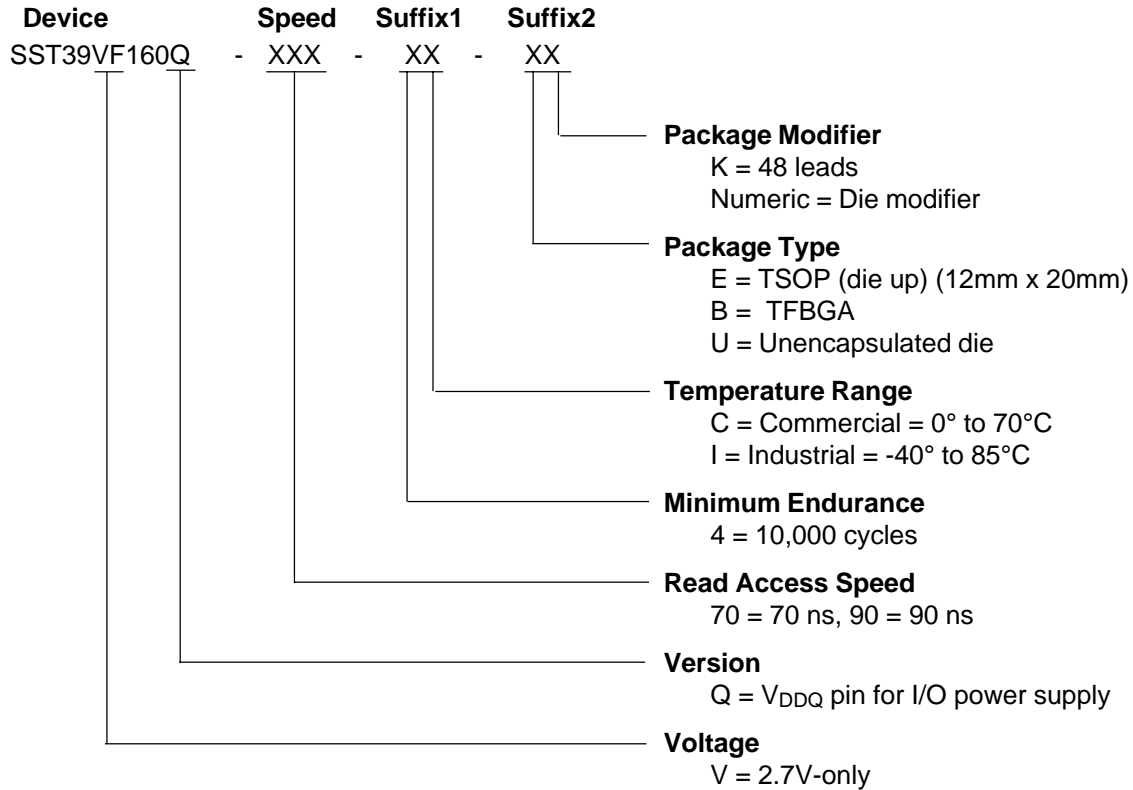 Device Speed Suffix1 Suffix2
SST39VF160Q - XXX - XX - XX
Package Modifier
K = 48 leads
Numeric = Die modifier
Package Type
E = TSOP (die up) (12mm x 20mm)
B = TFBGA
U = Unencapsulated die
Temperature Range
C = Commercial = 0° to 70°C
I = Industrial = -40° to 85°C
Minimum Endurance
4 = 10,000 cycles
Read Access Speed
70 = 70 ns, 90 = 90 ns
Version
Q = VDDQ pin for I/O power supply
Voltage
V = 2.7V-only